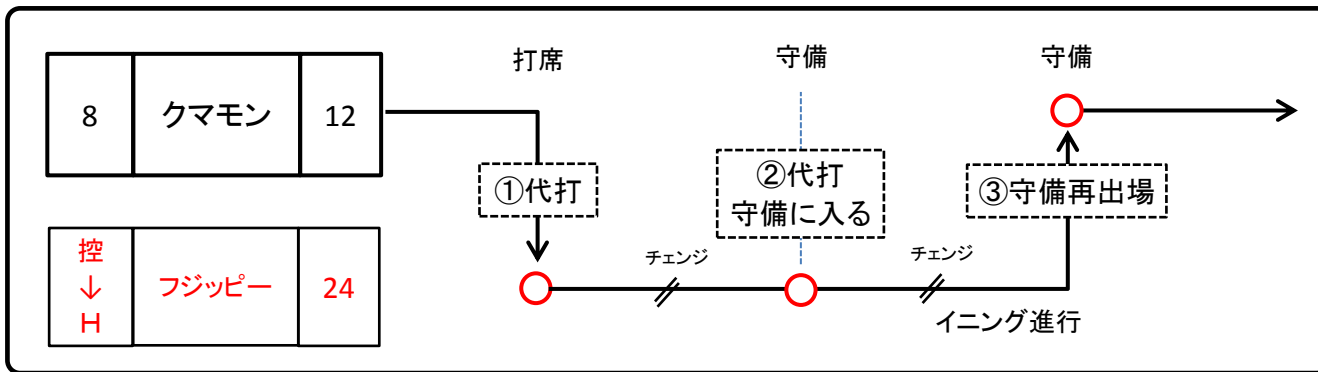 打席
守備
守備
8
クマモン
12
①代打
②代打
守備に入る
③守備再出場
控
↓
H
フジッピー
24
チェンジ
チェンジ
イニング進行